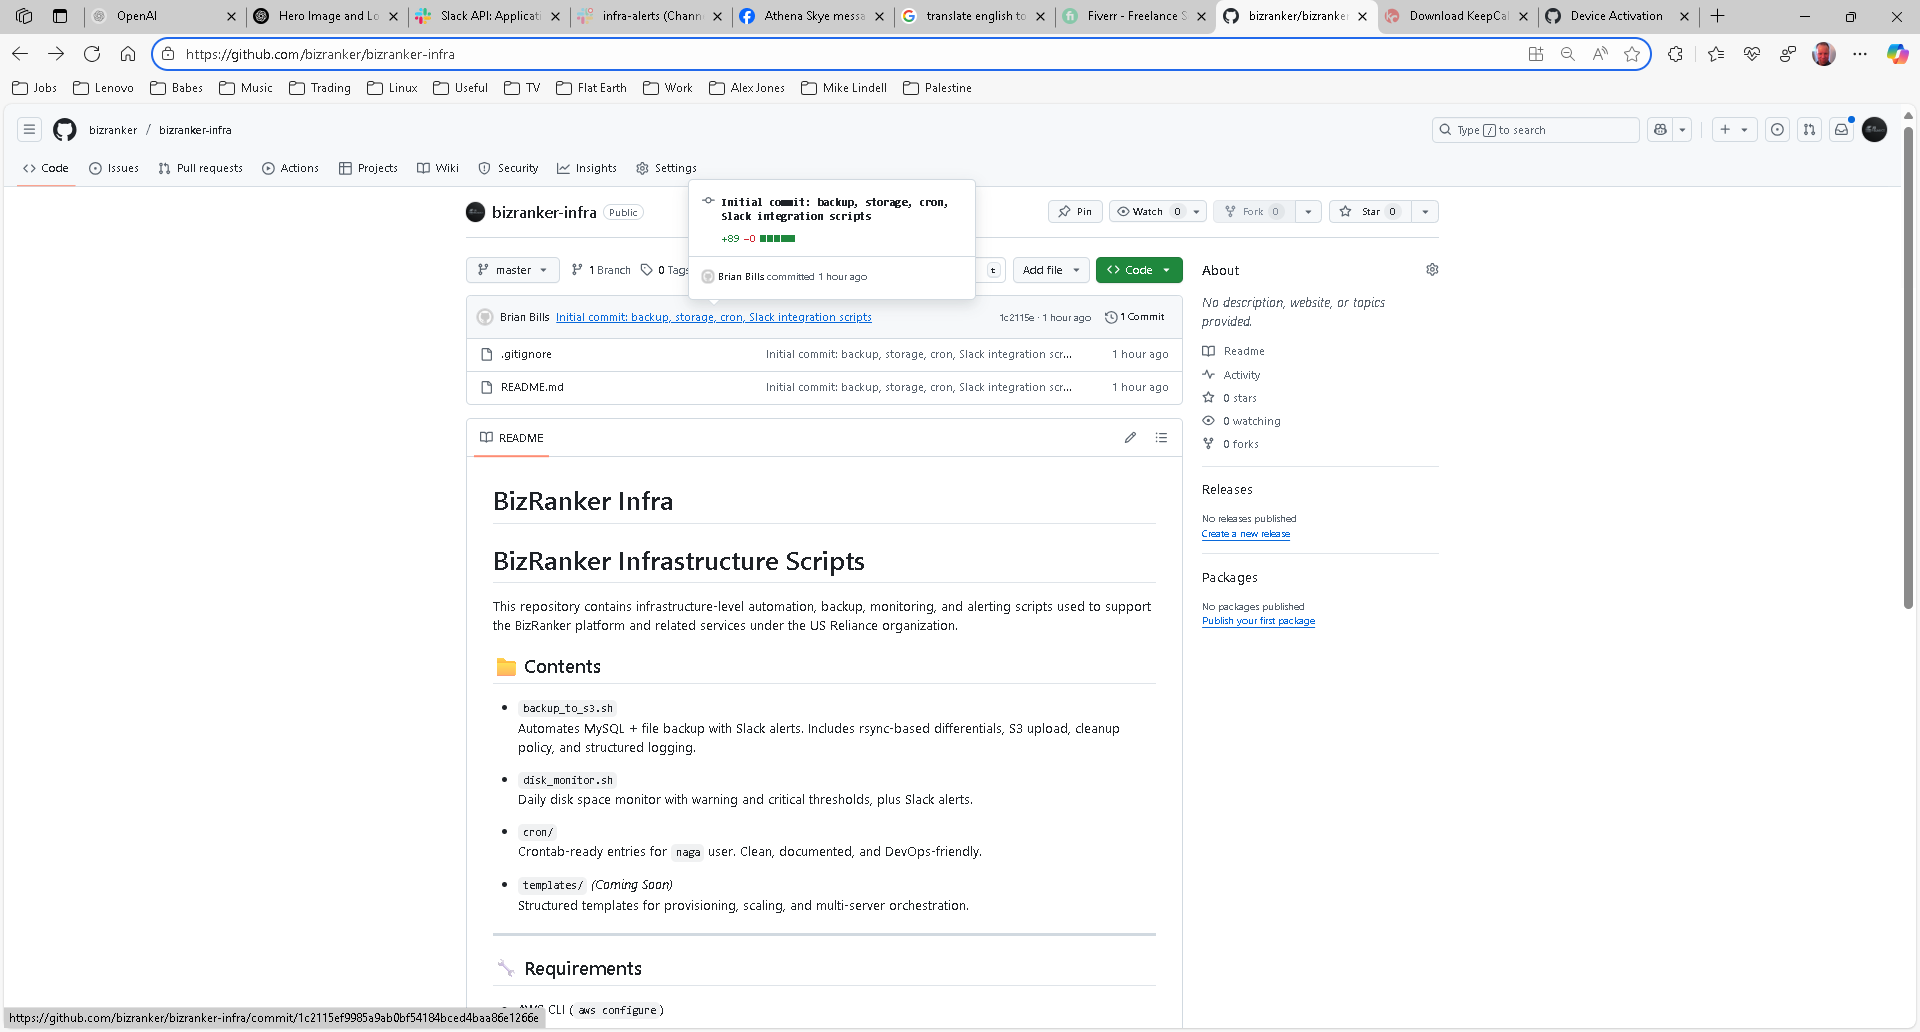 OpenAI
Hero Image and Lo
Slack API: Applicati
infra-alerts (Chann
Athena Skye messa
translate english to
Fiverr - Freelance S
bizranker/bizranke
Download KeepCal
Device Activation
https://github.com/bizranker/bizranker-infra
Jobs
Lenovo
Babes
Music
Trading
Linux
Useful
TV
Flat Earth
Work
Alex Jones
Mike Lindell
Palestine
bizranker / bizranker-infra
Type / to search
Code
Issues
Pull requests
Actions
Projects
Wiki
Security
Insights
Settings
bizranker-infra Public
Initial commit: backup, storage, cron,
Slack integration scripts
+89 −0
Brian Bills committed 1 hour ago
Pin
Watch 0
Fork 0
Star 0
master
1 Branch
0 Tags
t
Add file
Code
Brian Bills Initial commit: backup, storage, cron, Slack integration scripts
1c2115e · 1 hour ago
1 Commit
.gitignore
Initial commit: backup, storage, cron, Slack integration scr...
1 hour ago
README.md
Initial commit: backup, storage, cron, Slack integration scr...
1 hour ago
README
BizRanker Infra
BizRanker Infrastructure Scripts
This repository contains infrastructure-level automation, backup, monitoring, and alerting scripts used to support
the BizRanker platform and related services under the US Reliance organization.
Contents
backup_to_s3.sh
Automates MySQL + file backup with Slack alerts. Includes rsync-based differentials, S3 upload, cleanup
policy, and structured logging.
disk_monitor.sh
Daily disk space monitor with warning and critical thresholds, plus Slack alerts.
cron/
Crontab-ready entries for naga user. Clean, documented, and DevOps-friendly.
templates/ (Coming Soon)
Structured templates for provisioning, scaling, and multi-server orchestration.
Requirements
AWS CLI ( aws configure )
About
No description, website, or topics
provided.
Readme
Activity
0 stars
0 watching
0 forks
Releases
No releases published
Create a new release
Packages
No packages published
Publish your first package
https://github.com/bizranker/bizranker-infra/commit/1c2115ef9985a9ab0bf54184bced4baa86e1266e